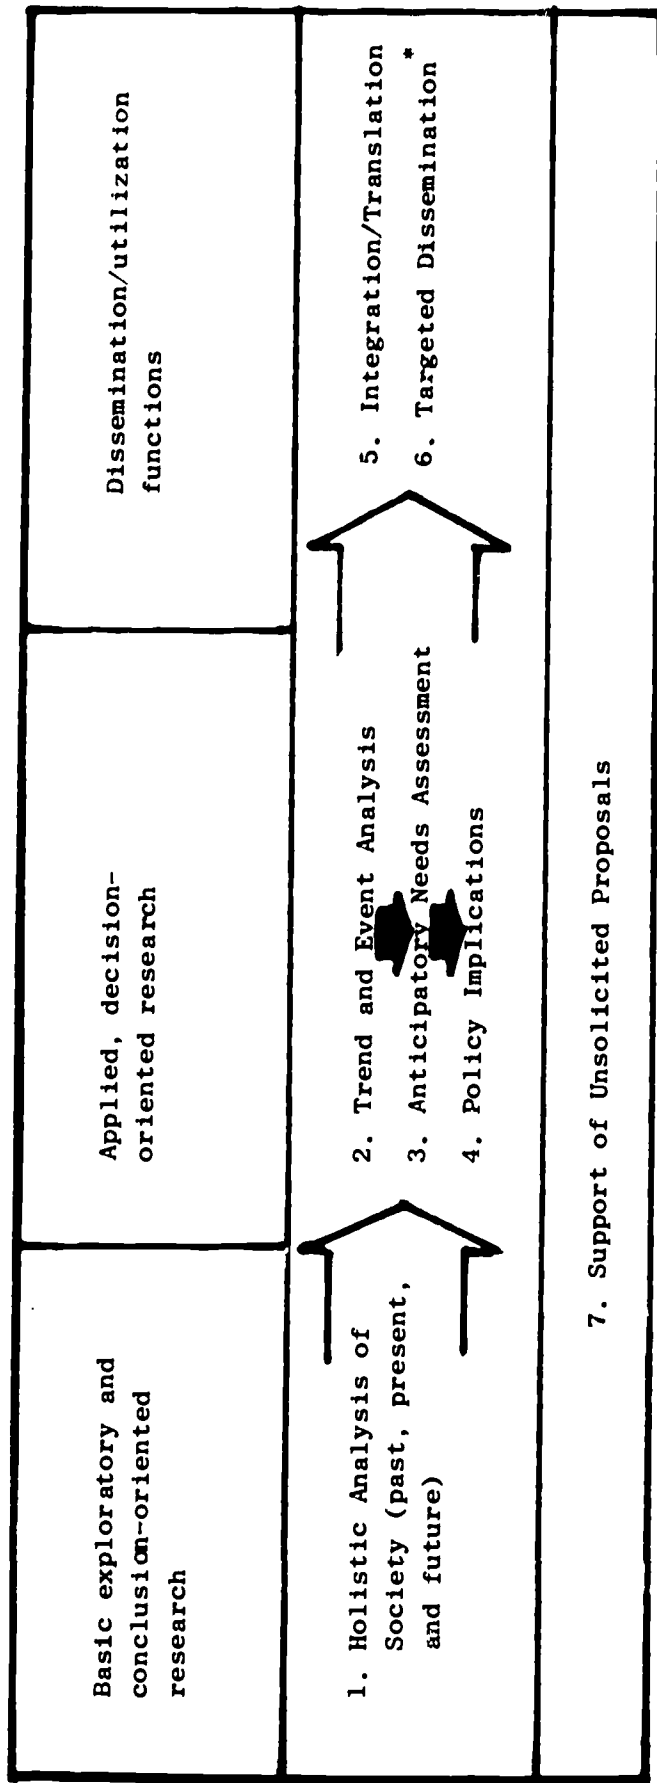 Basic exploratory and
conclusion-oriented
research
Applied, decision-
oriented research
Dissemination/utilization
functions
1. Holistic Analysis of
Society (past, present,
and future)
2. Trend and Event Analysis
3. Anticipatory Needs Assessment
4. Policy Implications
5. Integration/Translation
6. Targeted Dissemination*
7. Support of Unsolicited Proposals